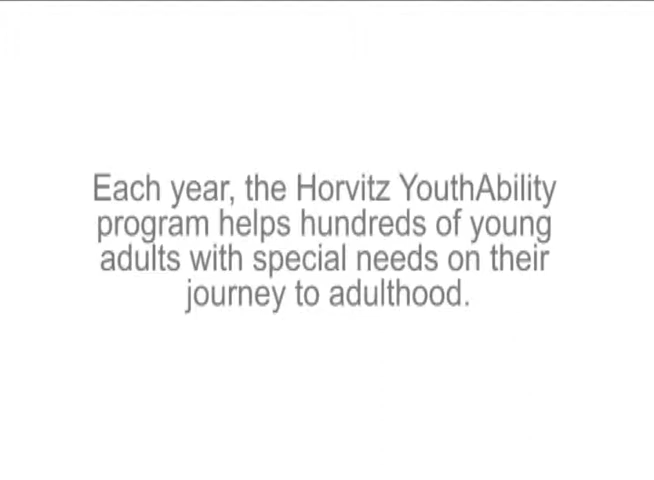 Each year, the Horvitz YouthAbility
program helps hundreds of young
adults with special needs on their
journey to adulthood.